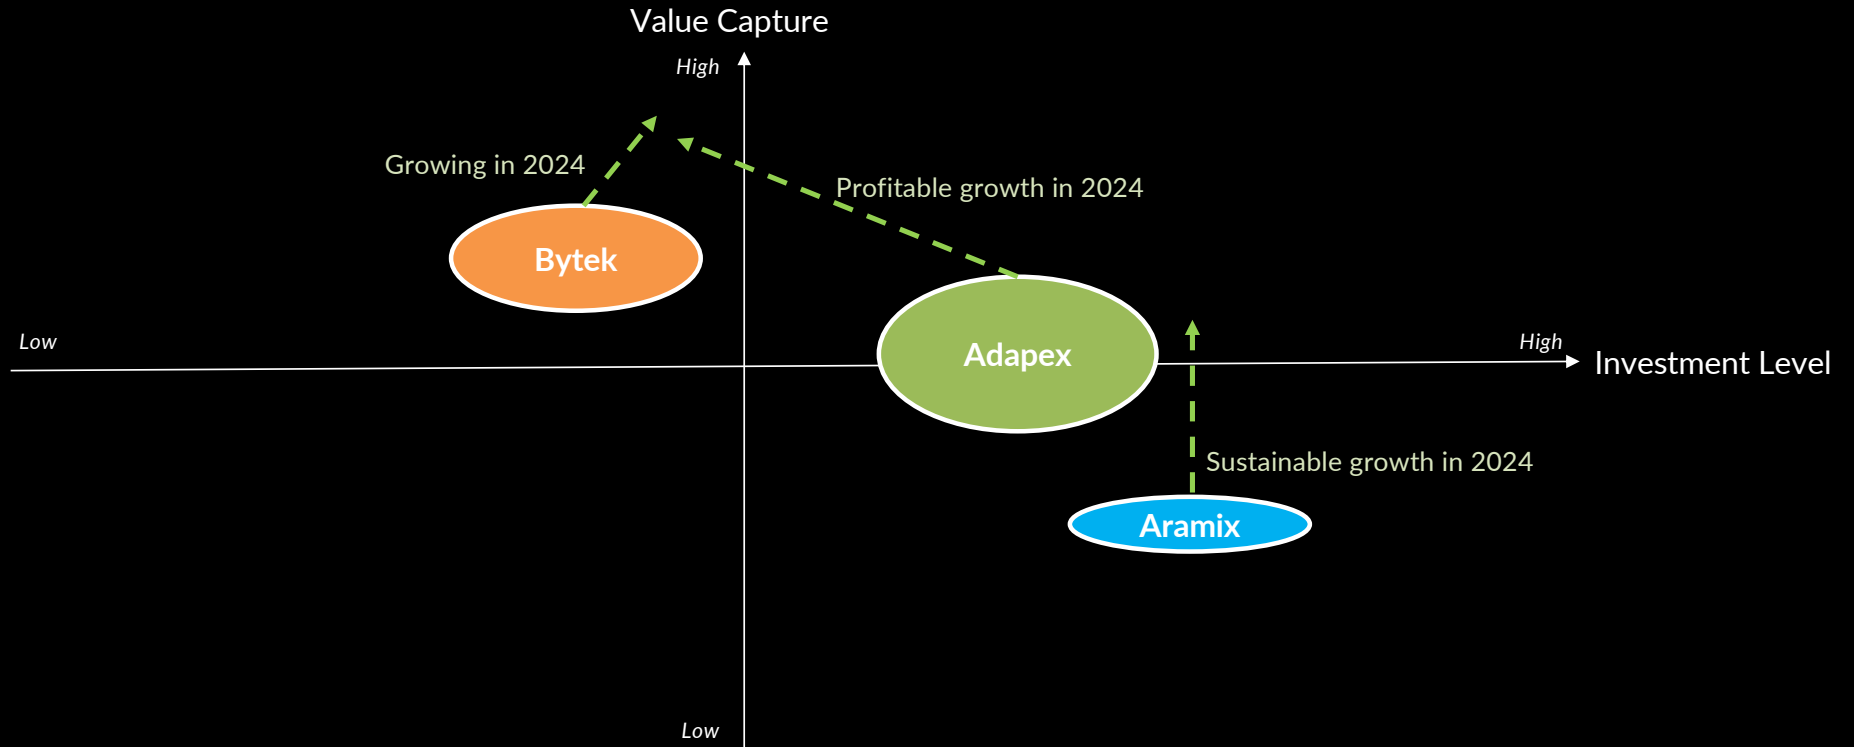 Value Capture
High
Growing in 2024
Profitable growth in 2024
Bytek
Low
High
Adapex
Investment Level
Sustainable growth in 2024
Aramix
Low